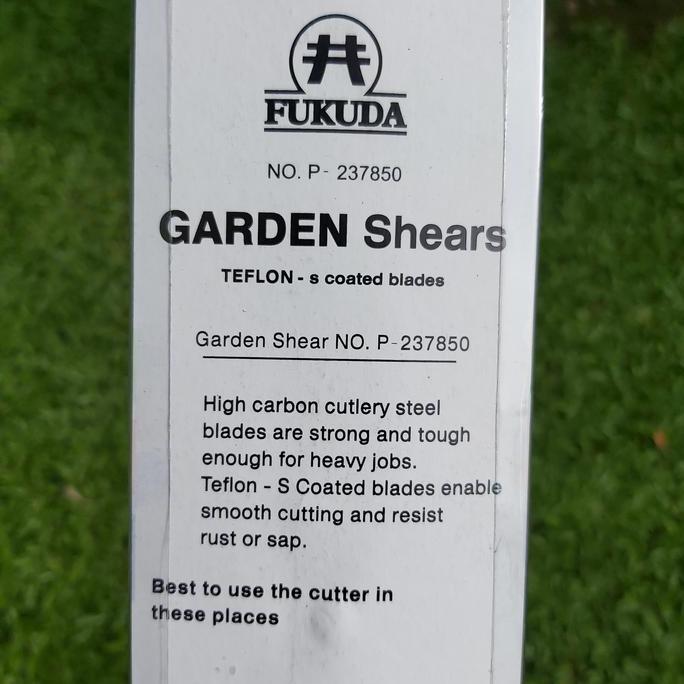 FUKUDA
NO. P- 237850
GARDEN Shears
TEFLON - s coated blades
Garden Shear NO. P-237850
High carbon cutlery steel
blades are strong and tough
enough for heavy jobs.
Teflon - S Coated blades enable
smooth cutting and resist
rust or sap.
Best to use the cutter in
these places